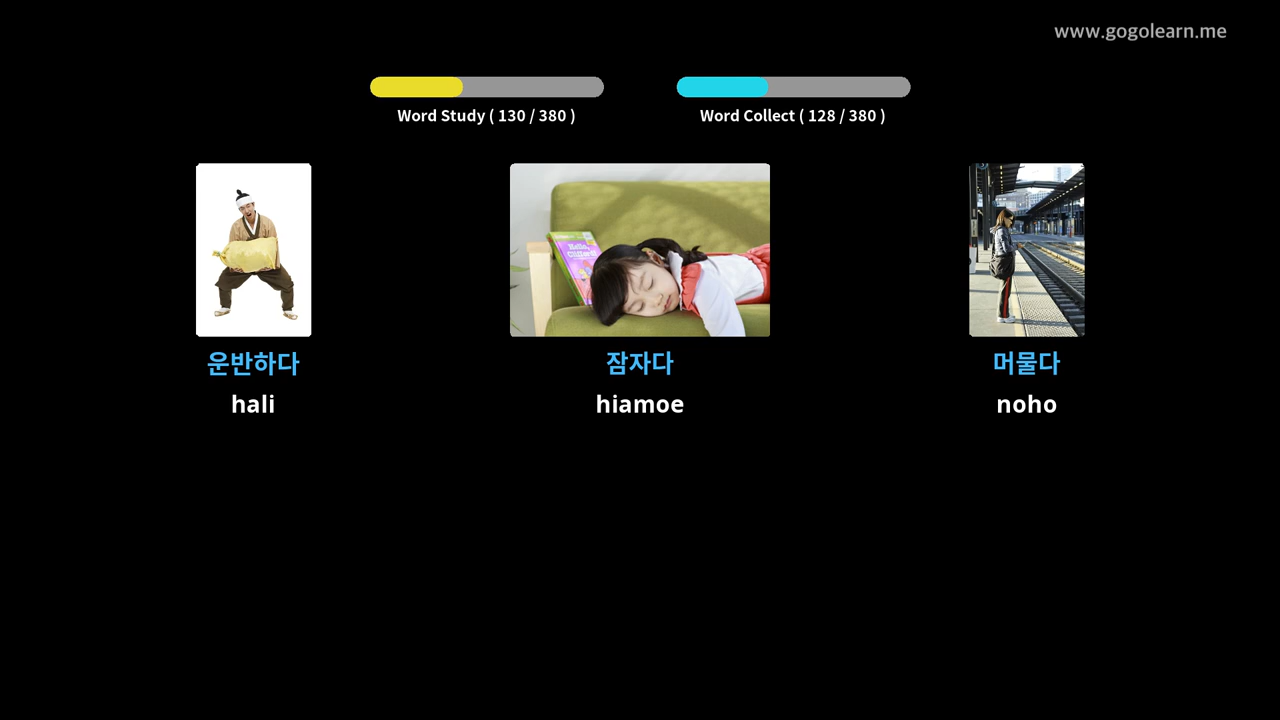 www.gogolearn.me
Word Study ( 130 / 380 )
Word Collect ( 128 / 380 )
Hello,
운반하다
잠자다
머물다
hali
hiamoe
noho